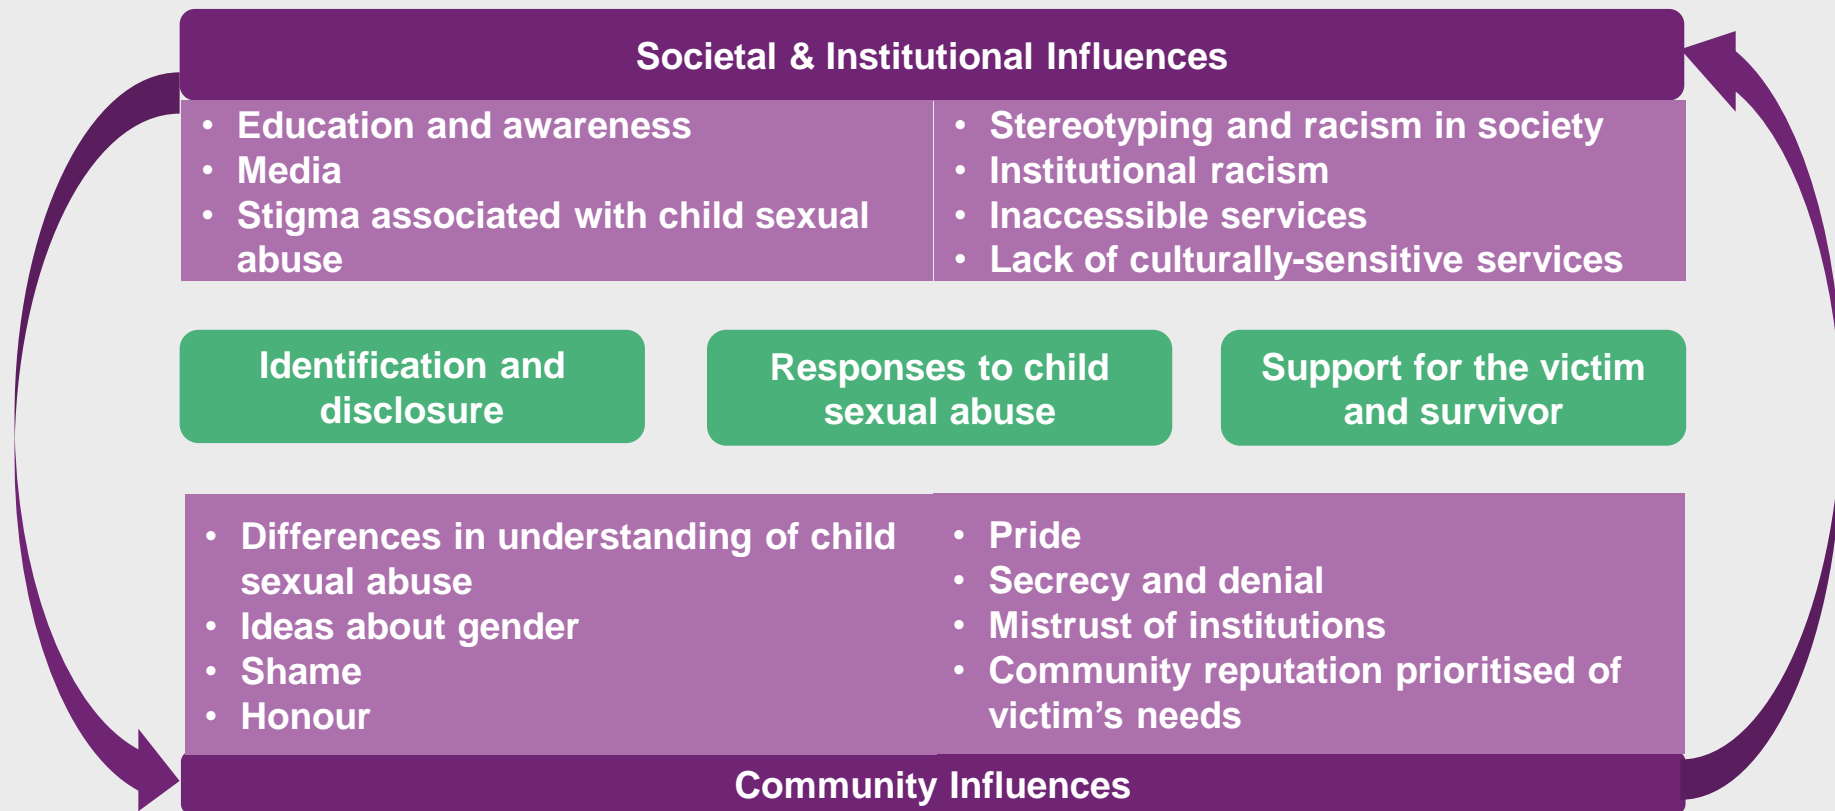 Societal & Institutional Influences
• Education and awareness
• Media
• Stigma associated with child sexual
abuse
• Stereotyping and racism in society
• Institutional racism
• Inaccessible services
• Lack of culturally-sensitive services
Identification and
disclosure
Responses to child
sexual abuse
Support for the victim
and survivor
• Differences in understanding of child
sexual abuse
• Ideas about gender
• Shame
• Honour
• Pride
• Secrecy and denial
• Mistrust of institutions
• Community reputation prioritised of
victim’s needs
Community Influences